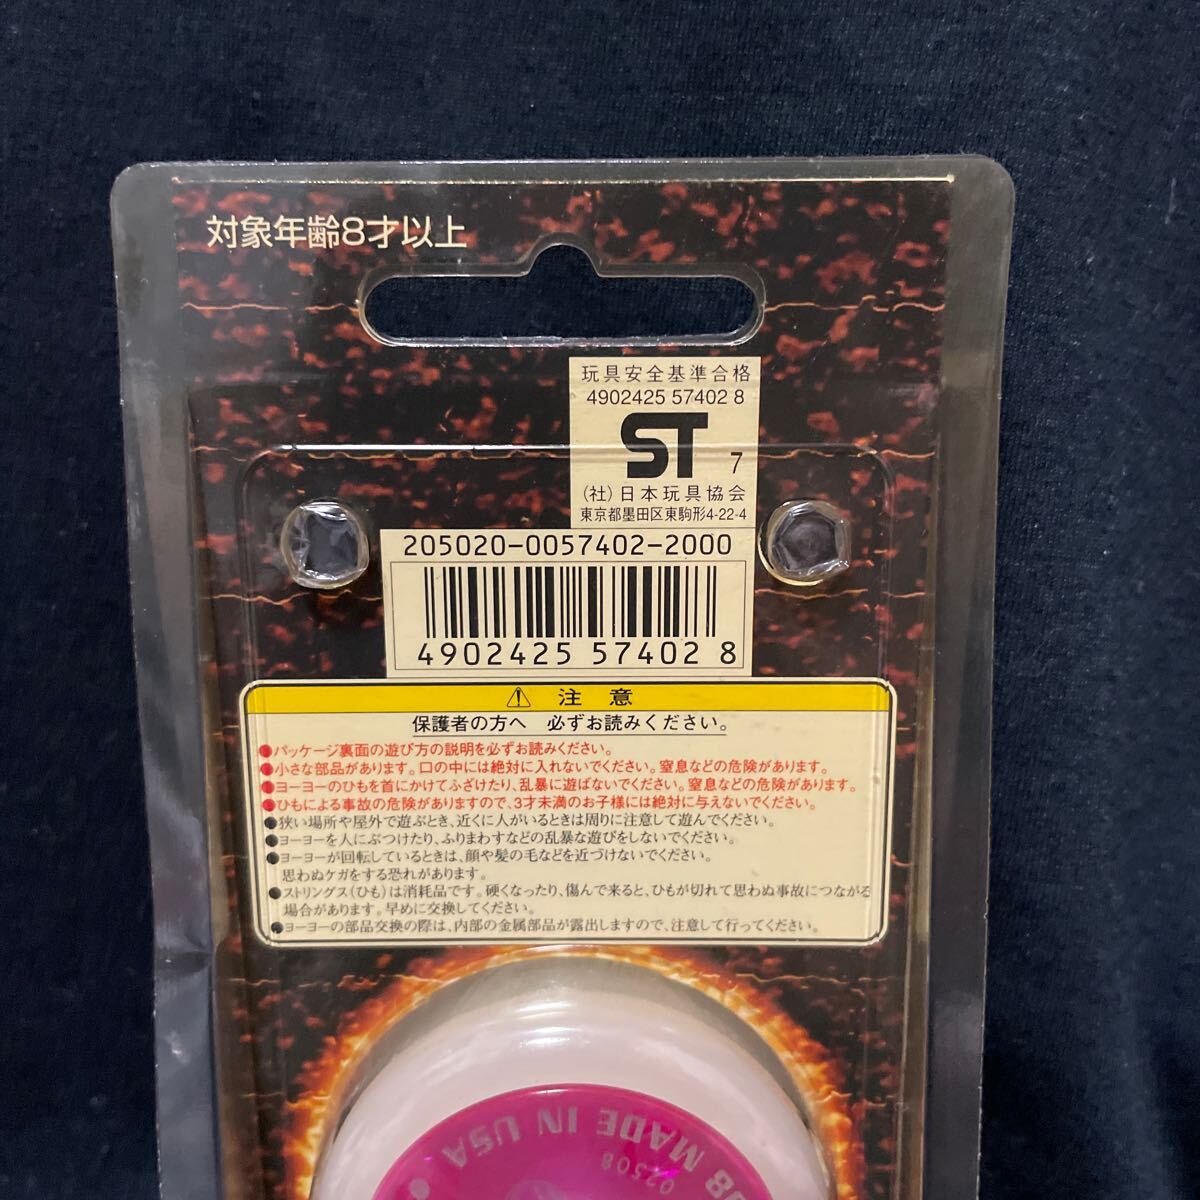 対象年齢8才以上
玩具安全基準合格
4902425 57402 8
ST 7
(社)日本玩具協会
東京都墨田区東駒形4-22-4
205020-0057402-2000
4902425 57402 8
注意
保護者の方へ 必ずお読みください。
●パッケージ裏面の遊び方の説明を必ずお読みください。
●小さな部品があります。口の中には絶対に入れないでください。窒息などの危険があります。
●ヨーヨーのひもを首にかけてふざけたり、乱暴に遊ばないでください。窒息などの危険があります。
●ひもによる事故の危険がありますので、3才未満のお子様には絶対に与えないでください。
●狭い場所や屋外で遊ぶとき、近くに人がいるときは周りに注意して遊んでください。
●ヨーヨーを人にぶつけたり、ふりまわすなどの乱暴な遊びをしないでください。
●ヨーヨーが回転しているときは、顔や髪の毛などを近づけないでください。
思わぬケガをする恐れがあります。
●ストリングス(ひも)は消耗品です。硬くなったり、傷んで来ると、ひもが切れて思わぬ事故につながる
場合があります。早めに交換してください。
●ヨーヨーの部品交換の際は、内部の金属部品が露出しますので、注意して行ってください。
MADE IN USA
02308